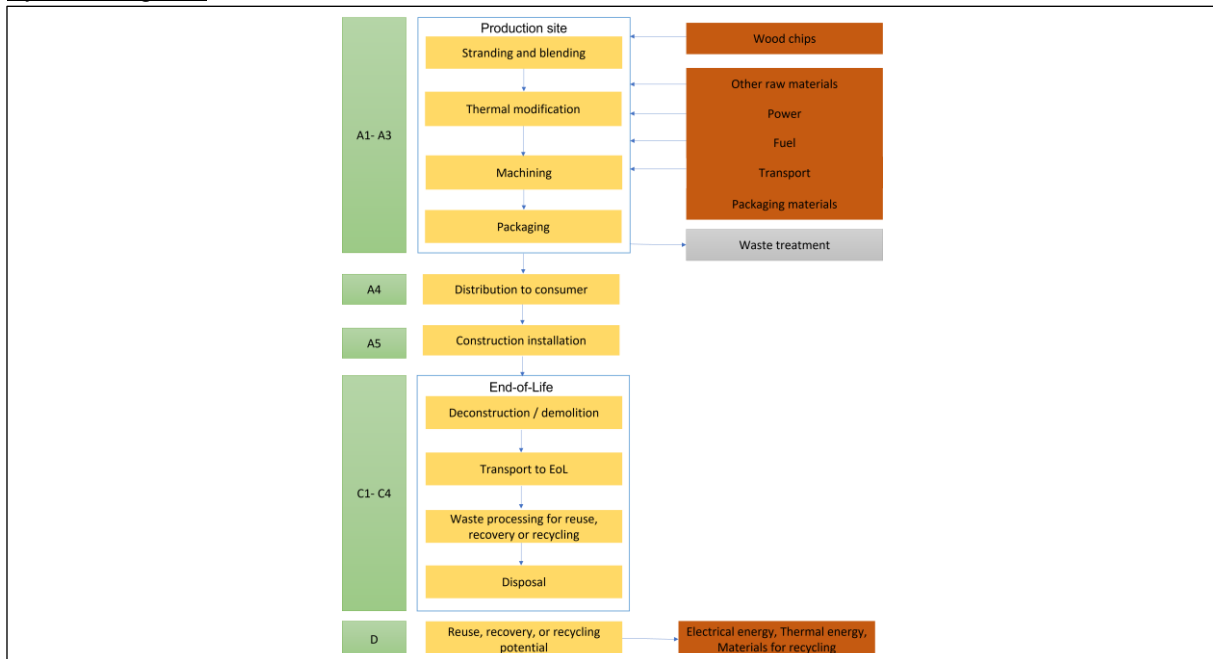 Production site
Stranding and blending
Thermal modification
Machining
Packaging
A1- A3
Wood chips
Other raw materials
Power
Fuel
Transport
Packaging materials
Waste treatment
A4
Distribution to consumer
A5
Construction installation
End-of-Life
Deconstruction / demolition
Transport to EoL
Waste processing for reuse,
recovery or recycling
Disposal
C1- C4
D
Reuse, recovery, or recycling
potential
Electrical energy, Thermal energy,
Materials for recycling